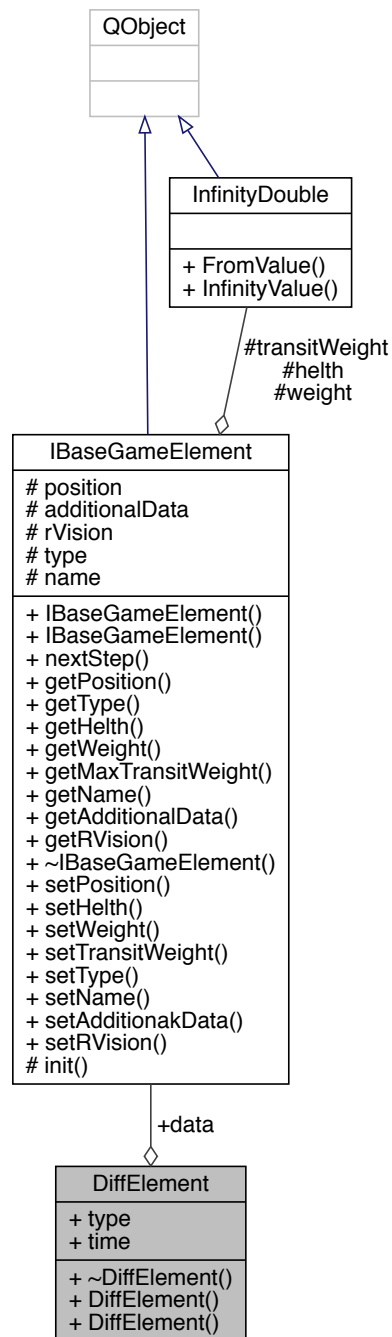 QObject
InfinityDouble
+ FromValue()
+ InfinityValue()
#transitWeight
#helth
#weight
IBaseGameElement
# position
# additionalData
# rVision
# type
# name
+ IBaseGameElement()
+ IBaseGameElement()
+ nextStep()
+ getPosition()
+ getType()
+ getHelth()
+ getWeight()
+ getMaxTransitWeight()
+ getName()
+ getAdditionalData()
+ getRVision()
+ ~IBaseGameElement()
+ setPosition()
+ setHelth()
+ setWeight()
+ setTransitWeight()
+ setType()
+ setName()
+ setAdditionakData()
+ setRVision()
# init()
+data
DiffElement
+ type
+ time
+ ~DiffElement()
+ DiffElement()
+ DiffElement()